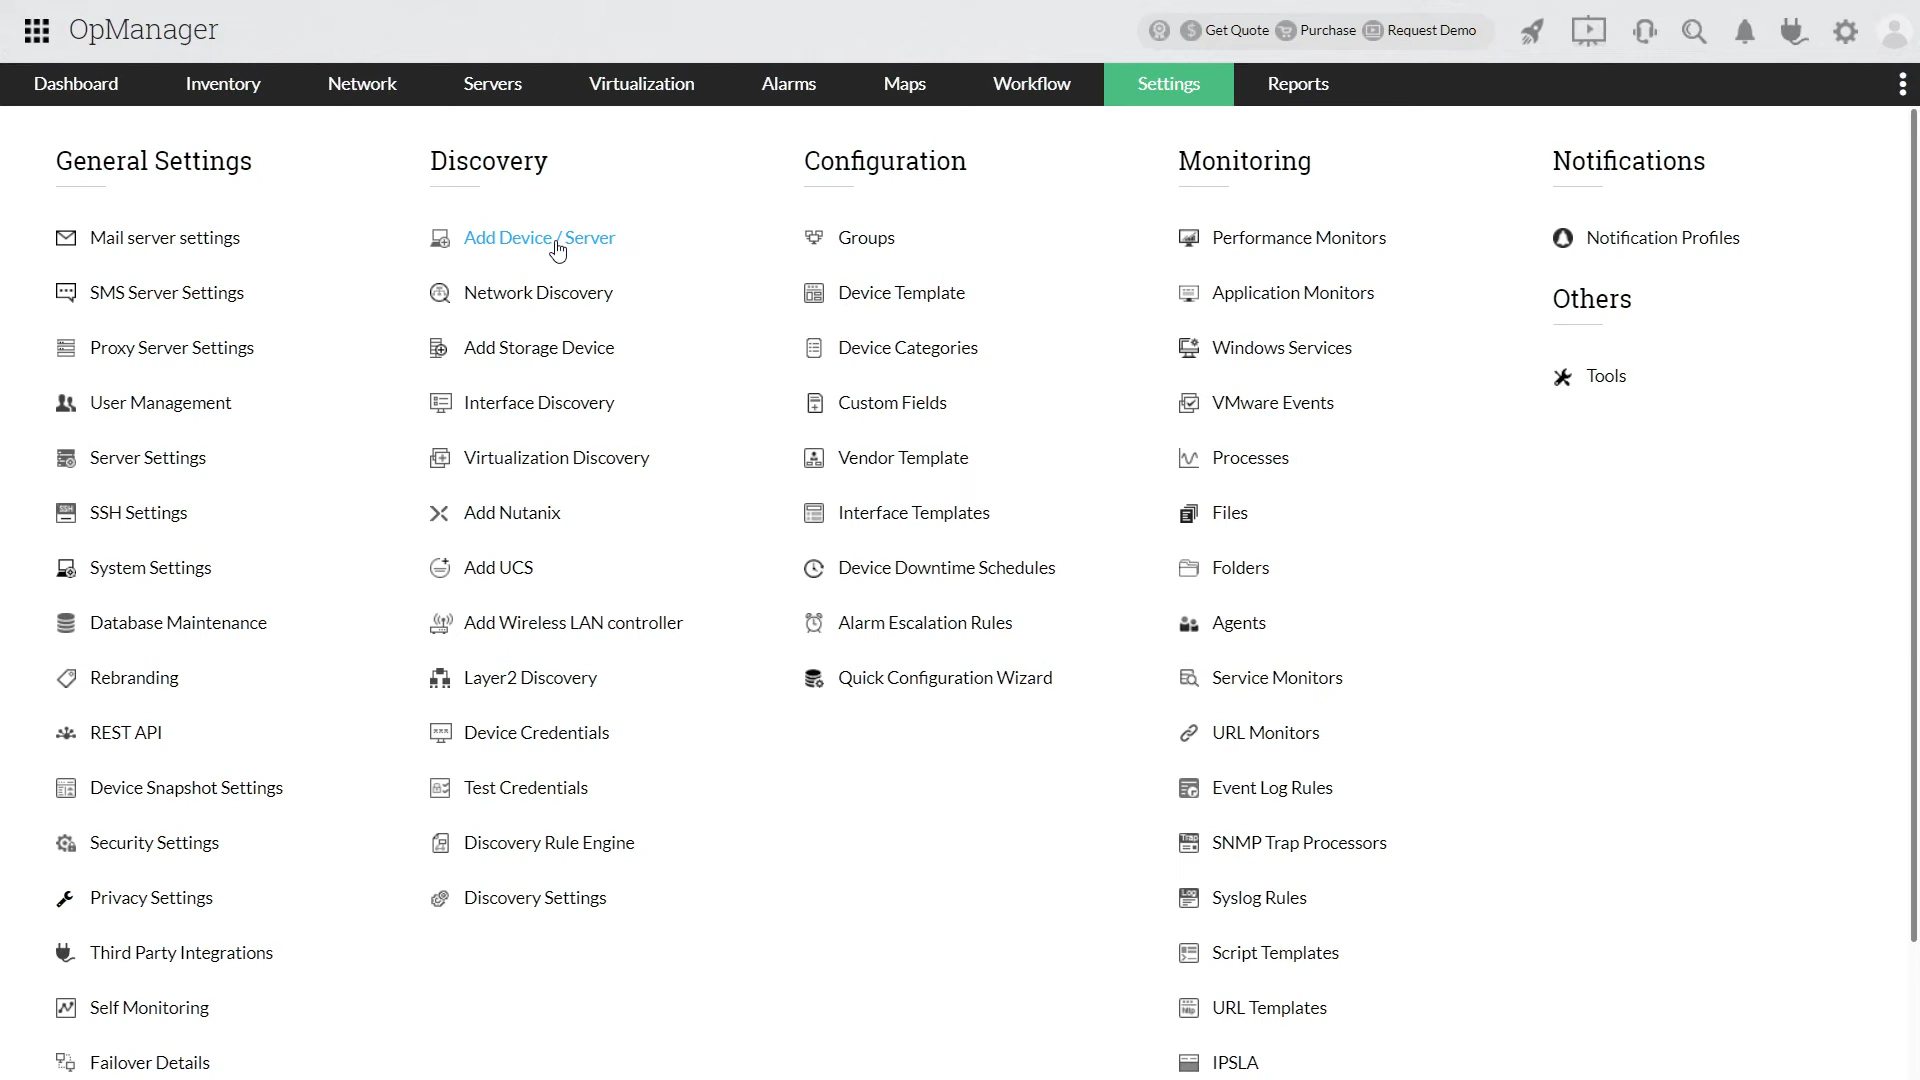 OpManager
Get Quote Purchase Request Demo
Dashboard Inventory Network Servers Virtualization Alarms Maps Workflow Settings Reports
General Settings
Mail server settings
SMS Server Settings
Proxy Server Settings
User Management
Server Settings
SSH Settings
System Settings
Database Maintenance
Rebranding
REST API
Device Snapshot Settings
Security Settings
Privacy Settings
Third Party Integrations
Self Monitoring
Failover Details
Discovery
Add Device / Server
Network Discovery
Add Storage Device
Interface Discovery
Virtualization Discovery
Add Nutanix
Add UCS
Add Wireless LAN controller
Layer2 Discovery
Device Credentials
Test Credentials
Discovery Rule Engine
Discovery Settings
Configuration
Groups
Device Template
Device Categories
Custom Fields
Vendor Template
Interface Templates
Device Downtime Schedules
Alarm Escalation Rules
Quick Configuration Wizard
Monitoring
Performance Monitors
Application Monitors
Windows Services
VMware Events
Processes
Files
Folders
Agents
Service Monitors
URL Monitors
Event Log Rules
SNMP Trap Processors
Syslog Rules
Script Templates
URL Templates
IPSLA
Notifications
Notification Profiles
Others
Tools